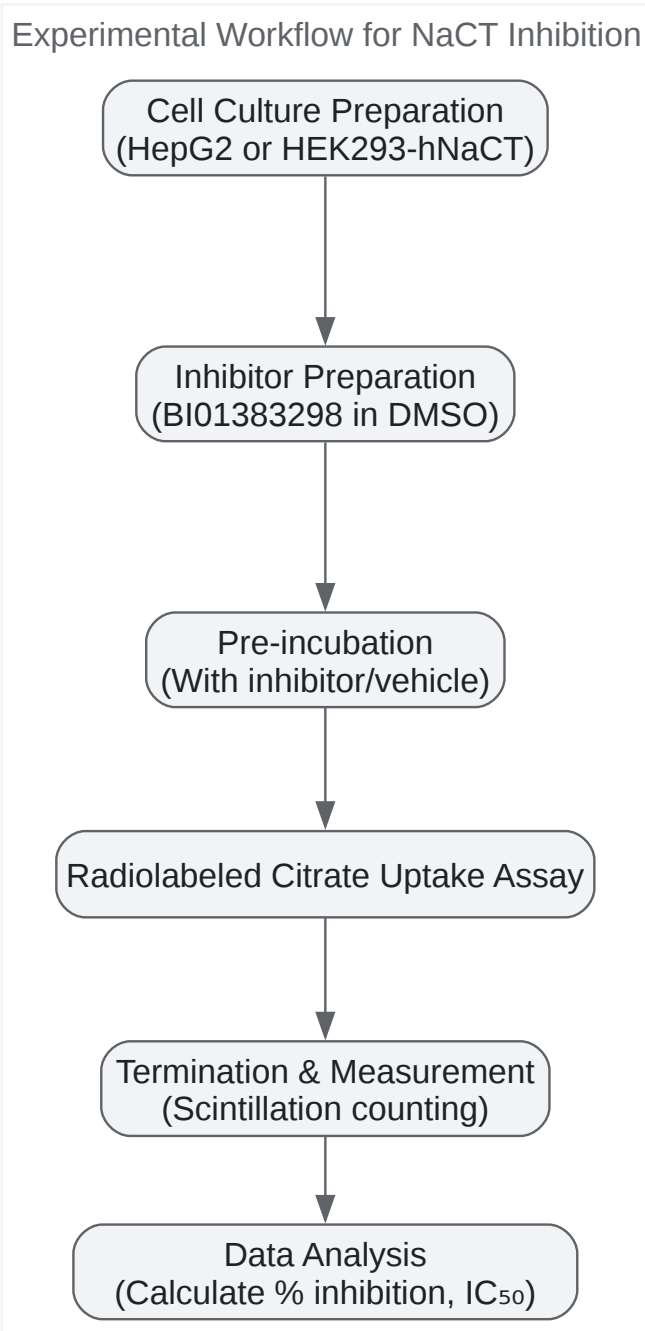 Experimental Workflow for NaCT Inhibition
Cell Culture Preparation
(HepG2 or HEK293-hNaCT)
Inhibitor Preparation
(BI01383298 in DMSO)
Pre-incubation
(With inhibitor/vehicle)
Radiolabeled Citrate Uptake Assay
Termination & Measurement
(Scintillation counting)
Data Analysis
(Calculate % inhibition, IC₅₀)